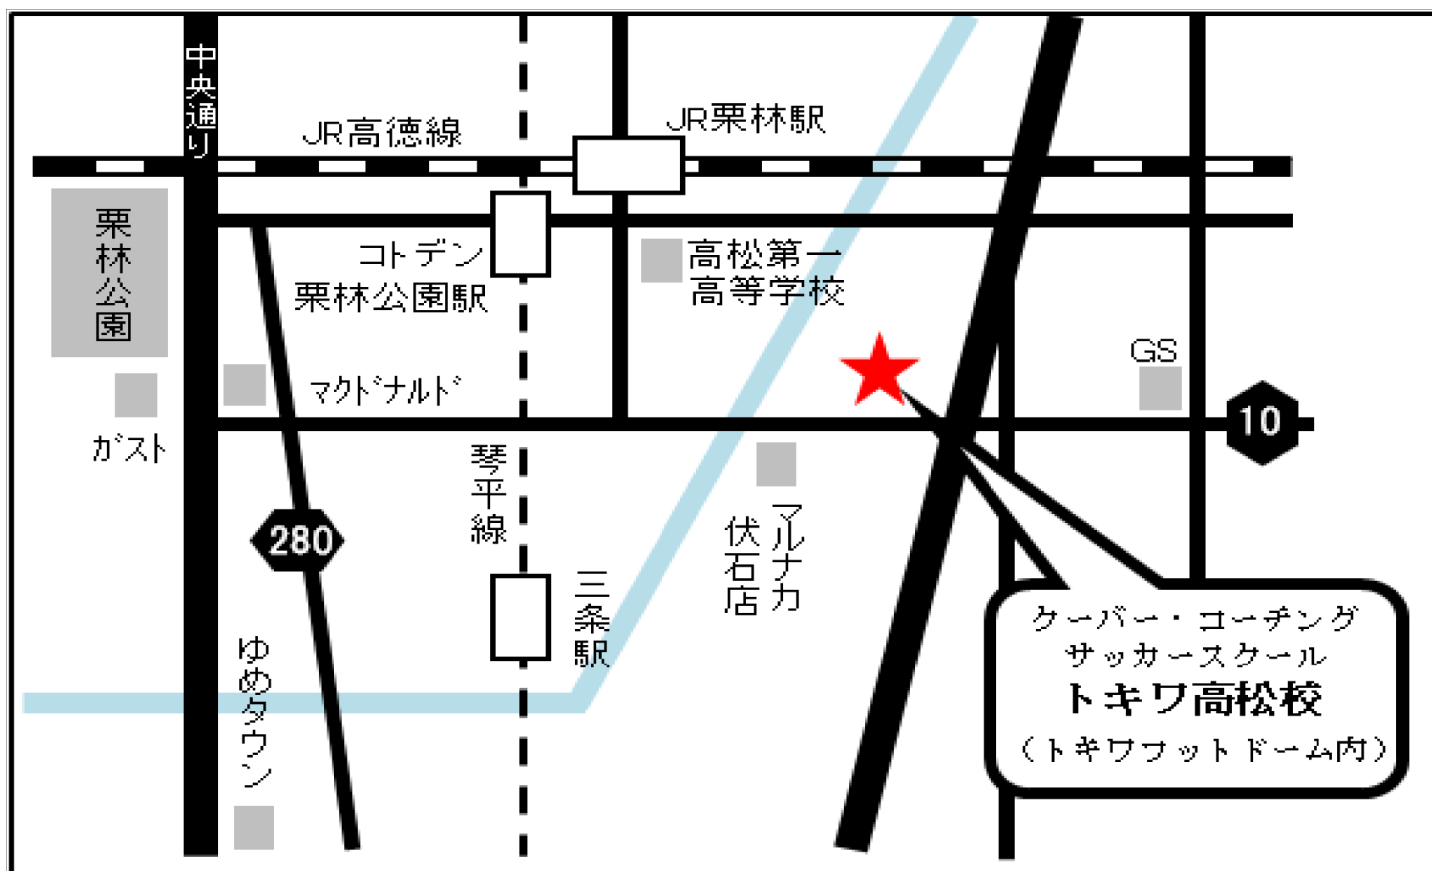 中央通り
JR高徳線
JR栗林駅
栗林公園
コトデン
栗林公園駅
高松第一
高等学校
GS
マクドナルド
ガスト
10
琴平線
280
マルナカ
伏石店
三条駅
ゆめタウン
クーバー・コーチング
サッカースクール
トキワ高松校
(トキワフットドーム内)